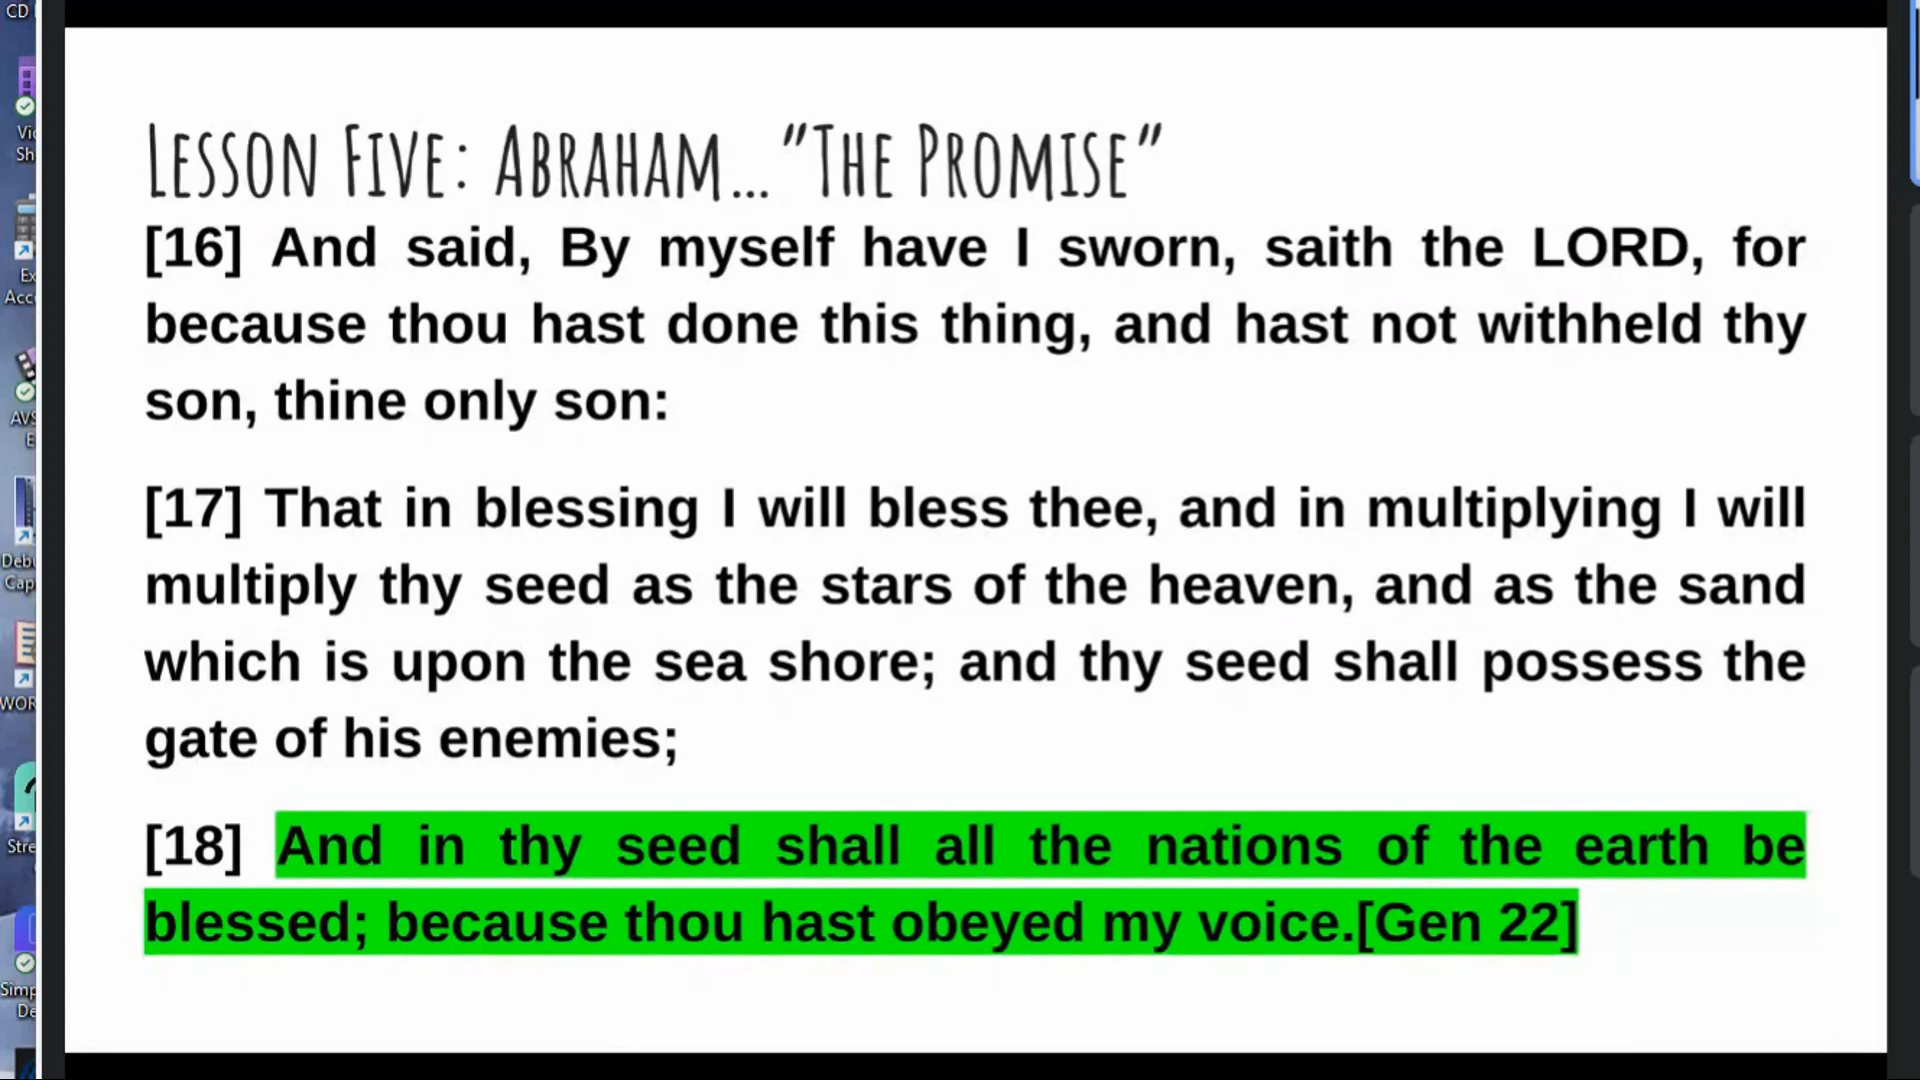 CD
Lesson Five: Abraham... "The Promise"
[16] And said, By myself have I sworn, saith the LORD, for
because thou hast done this thing, and hast not withheld thy
son, thine only son:
[17] That in blessing I will bless thee, and in multiplying I will
multiply thy seed as the stars of the heaven, and as the sand
which is upon the sea shore; and thy seed shall possess the
gate of his enemies;
[18] And in thy seed shall all the nations of the earth be
blessed; because thou hast obeyed my voice.[Gen 22]